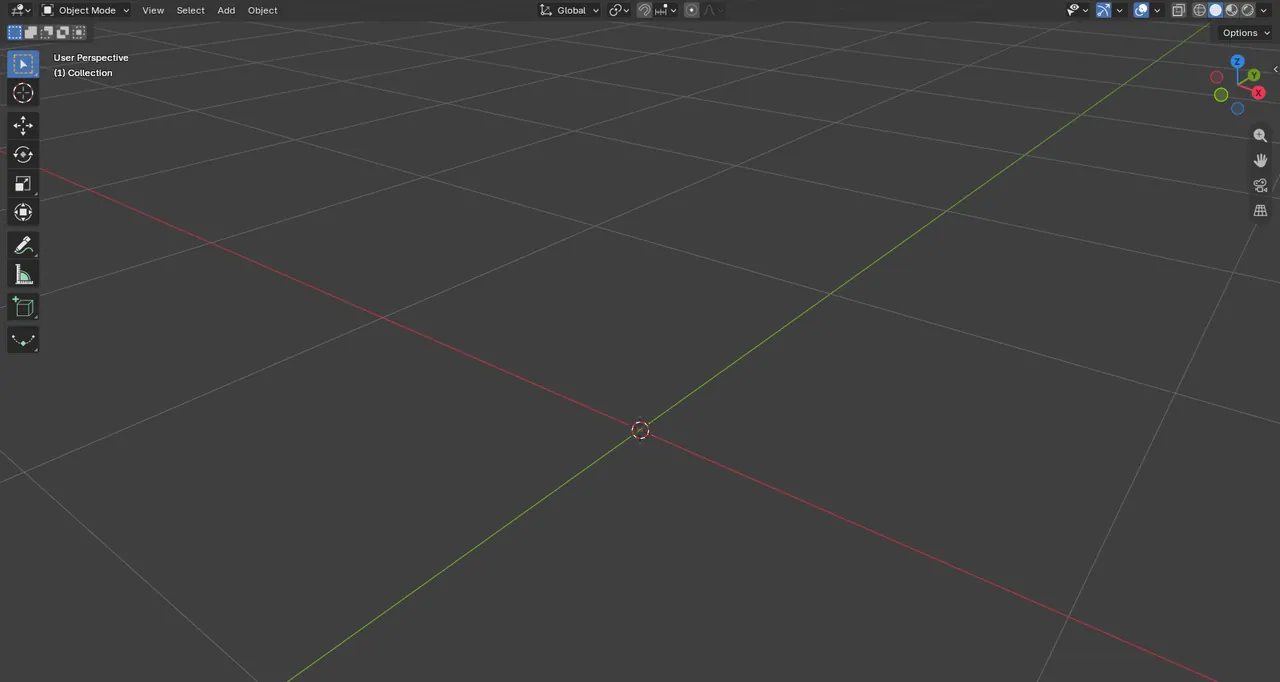 Object Mode View Select Add Object Global
Options
User Perspective
(1) Collection
Z
Y
X